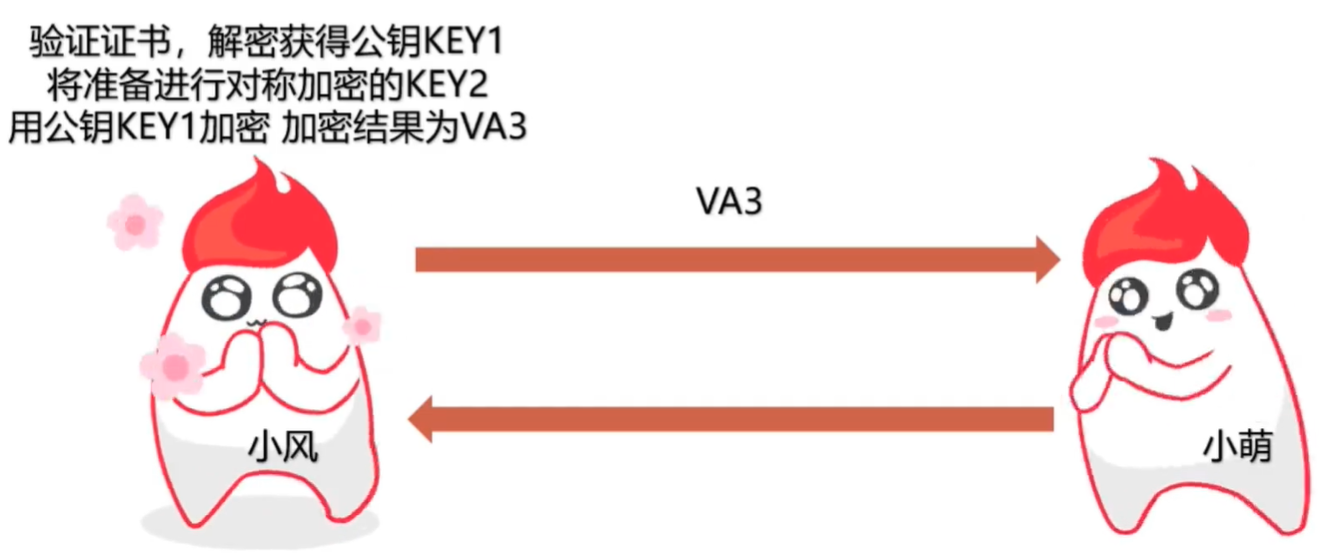 验证证书，解密获得公钥KEY1
将准备进行对称加密的KEY2
用公钥KEY1加密 加密结果为VA3
VA3
小风
小萌